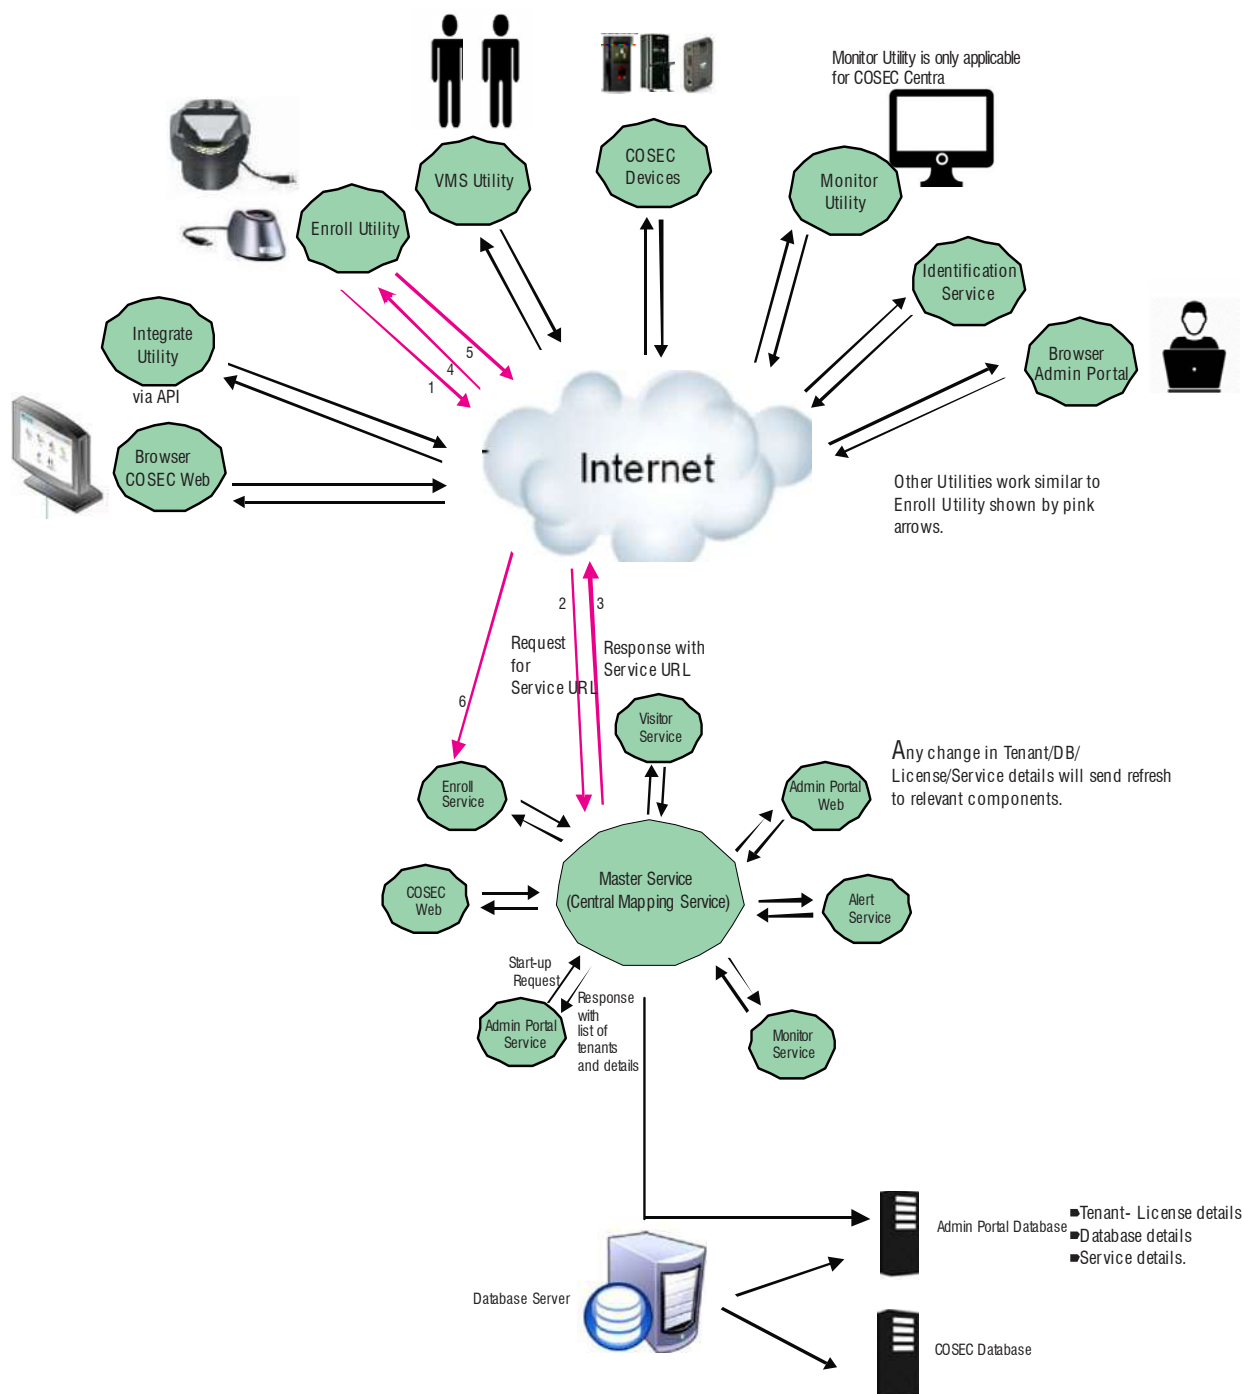 Monitor Utility is only applicable
for COSEC Centra
COSEC
Devices
VMS Utility
Monitor
Utility
Enroll Utility
Identification
Service
Integrate
Utility
via API
Browser
Admin Portal
5
4
1
Browser
COSEC Web
Internet
Other Utilities work similar to
Enroll Utility shown by pink
arrows.
2
3
Request
for
Service URL
Response with
Service URL
6
Visitor
Service
Any change in Tenant/DB/
License/Service details will send refresh
to relevant components.
Enroll
Service
Admin Portal
Web
Master Service
(Central Mapping Service)
COSEC
Web
Alert
Service
Start-up
Request
Response
with
list of
tenants
and details
Admin Portal
Service
Monitor
Service
Admin Portal Database
Tenant- License details
Database details
Service details.
Database Server
COSEC Database